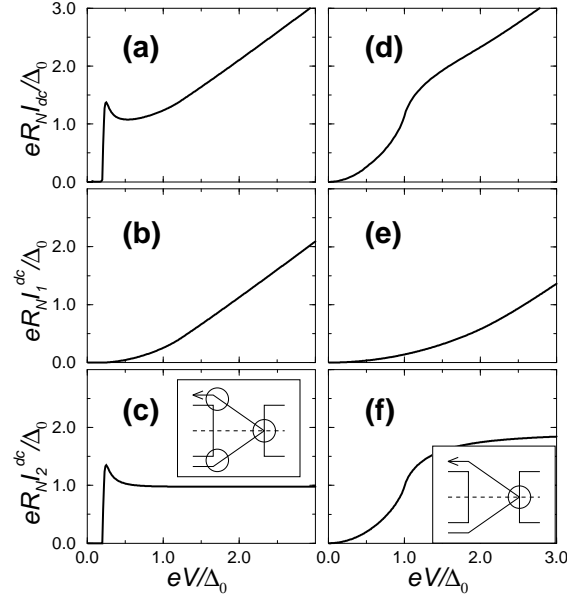 eR_N I_dc/Δ_0
3.0
2.0
1.0
0.0
(a)
(d)
eR_N I_1^dc/Δ_0
2.0
1.0
0.0
(b)
(e)
eR_N I_2^dc/Δ_0
2.0
1.0
0.0
(c)
(f)
0.0 1.0 2.0 0.0 1.0 2.0 3.0
eV/Δ_0 eV/Δ_0